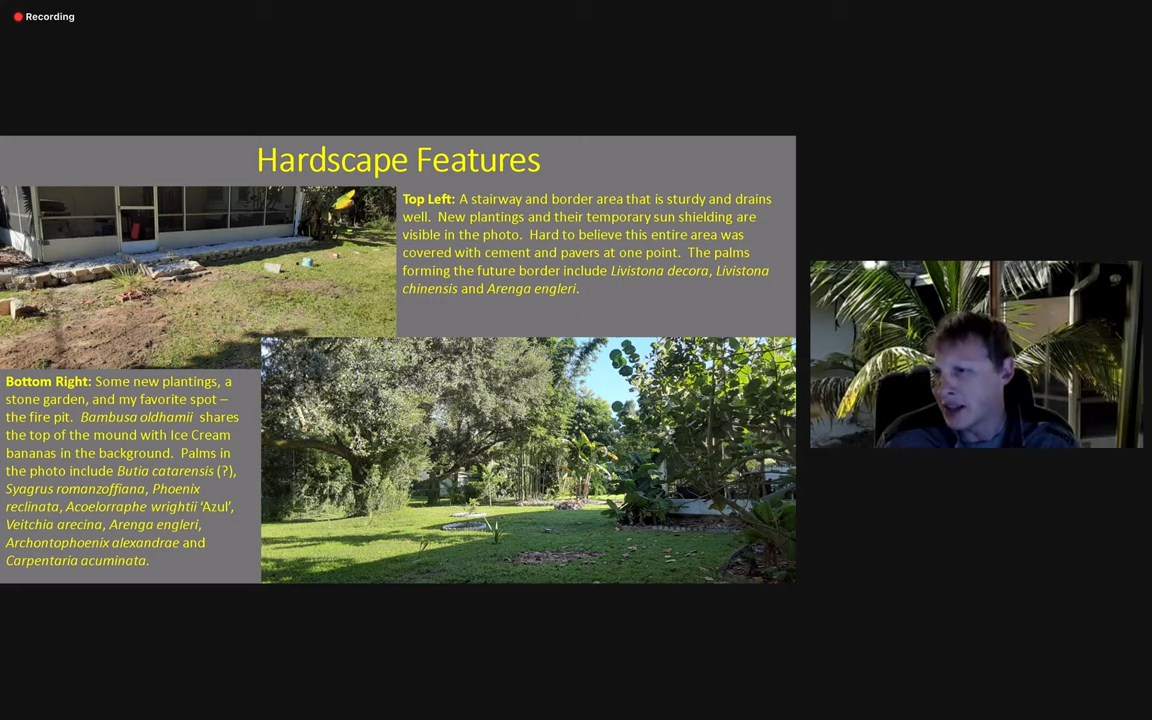 Recording
Hardscape Features
Top Left: A stairway and border area that is sturdy and drains
well. New plantings and their temporary sun shielding are
visible in the photo. Hard to believe this entire area was
covered with cement and pavers at one point. The palms
forming the future border include Livistona decora, Livistona
chinensis and Arenga engleri.
Bottom Right: Some new plantings, a
stone garden, and my favorite spot –
the fire pit. Bambusa oldhamii shares
the top of the mound with Ice Cream
bananas in the background. Palms in
the photo include Butia catarensis (?),
Syagrus romanzoffiana, Phoenix
reclinata, Acoelorraphe wrightii ‘Azul’,
Veitchia arecina, Arenga engleri,
Archontophoenix alexandrae and
Carpentaria acuminata.